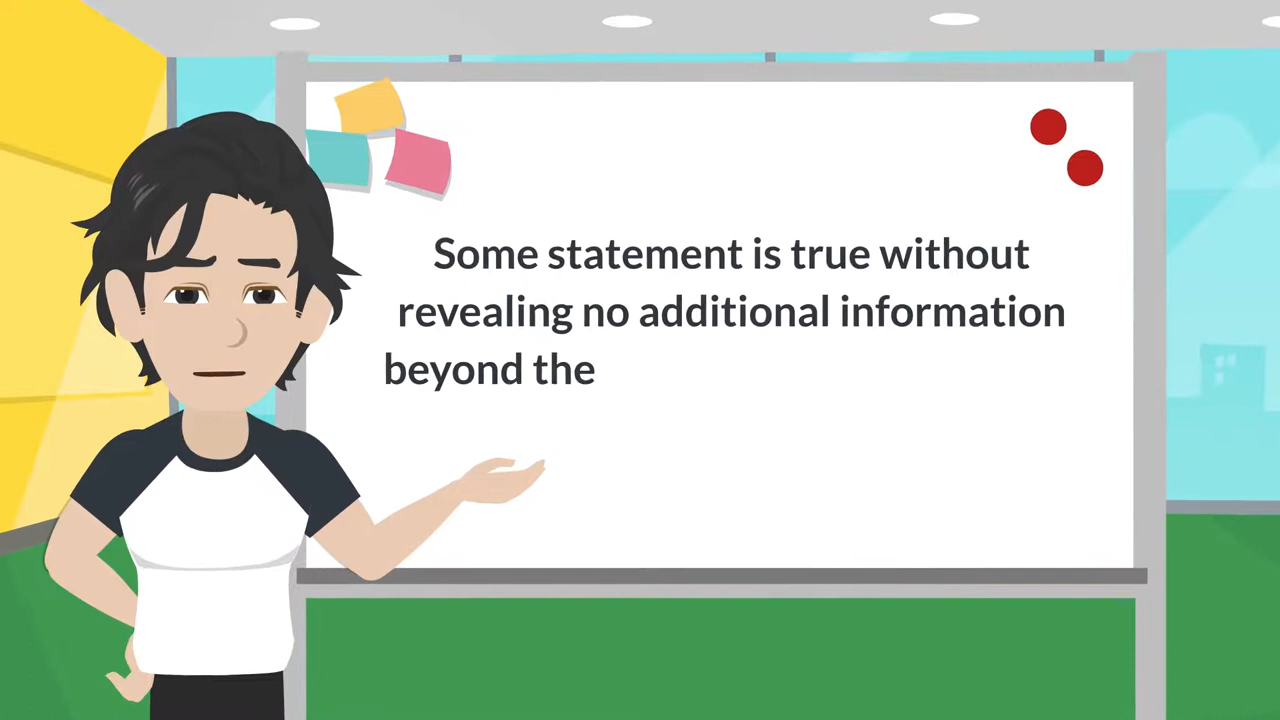 Some statement is true without
revealing no additional information
beyond the